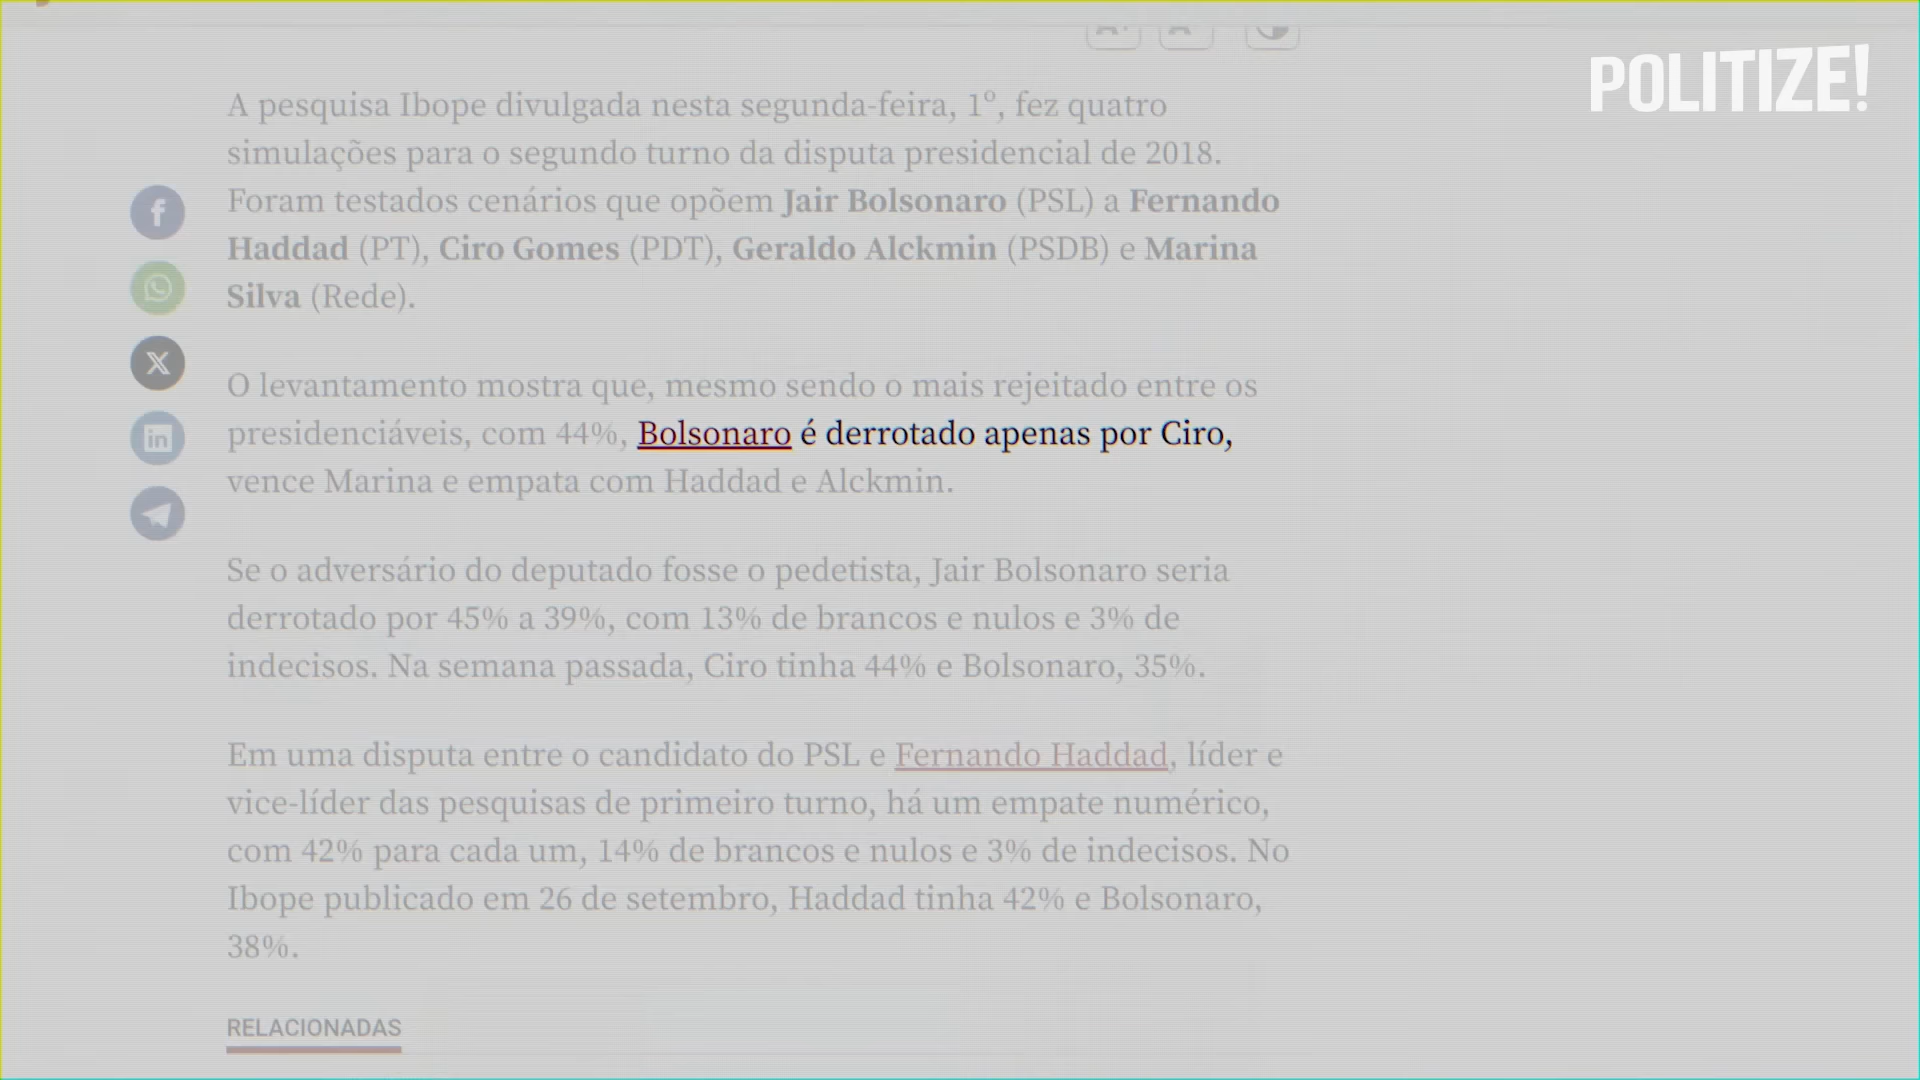 POLITIZE!
A pesquisa Ibope divulgada nesta segunda-feira, 1º, fez quatro
simulações para o segundo turno da disputa presidencial de 2018.
Foram testados cenários que opõem Jair Bolsonaro (PSL) a Fernando
Haddad (PT), Ciro Gomes (PDT), Geraldo Alckmin (PSDB) e Marina
Silva (Rede).
O levantamento mostra que, mesmo sendo o mais rejeitado entre os
presidenciáveis, com 44%, Bolsonaro é derrotado apenas por Ciro,
vence Marina e empata com Haddad e Alckmin.
Se o adversário do deputado fosse o pedetista, Jair Bolsonaro seria
derrotado por 45% a 39%, com 13% de brancos e nulos e 3% de
indecisos. Na semana passada, Ciro tinha 44% e Bolsonaro, 35%.
Em uma disputa entre o candidato do PSL e Fernando Haddad, líder e
vice-líder das pesquisas de primeiro turno, há um empate numérico,
com 42% para cada um, 14% de brancos e nulos e 3% de indecisos. No
Ibope publicado em 26 de setembro, Haddad tinha 42% e Bolsonaro,
38%.
RELACIONADAS